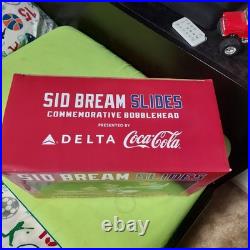 SID BREAM SLIDES
COMMEMORATIVE BOBBLEHEAD
PRESENTED BY
DELTA Coca-Cola
SID BREAM SLIDES